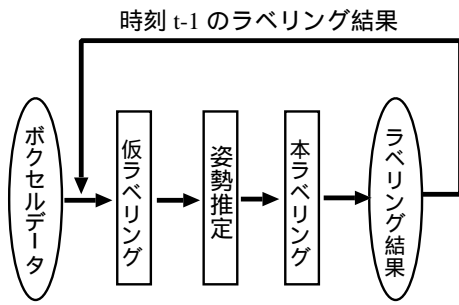 時刻 t-1 のラベリング結果
ボクセルデータ
仮ラベリング
姿勢推定
本ラベリング
ラベリング結果